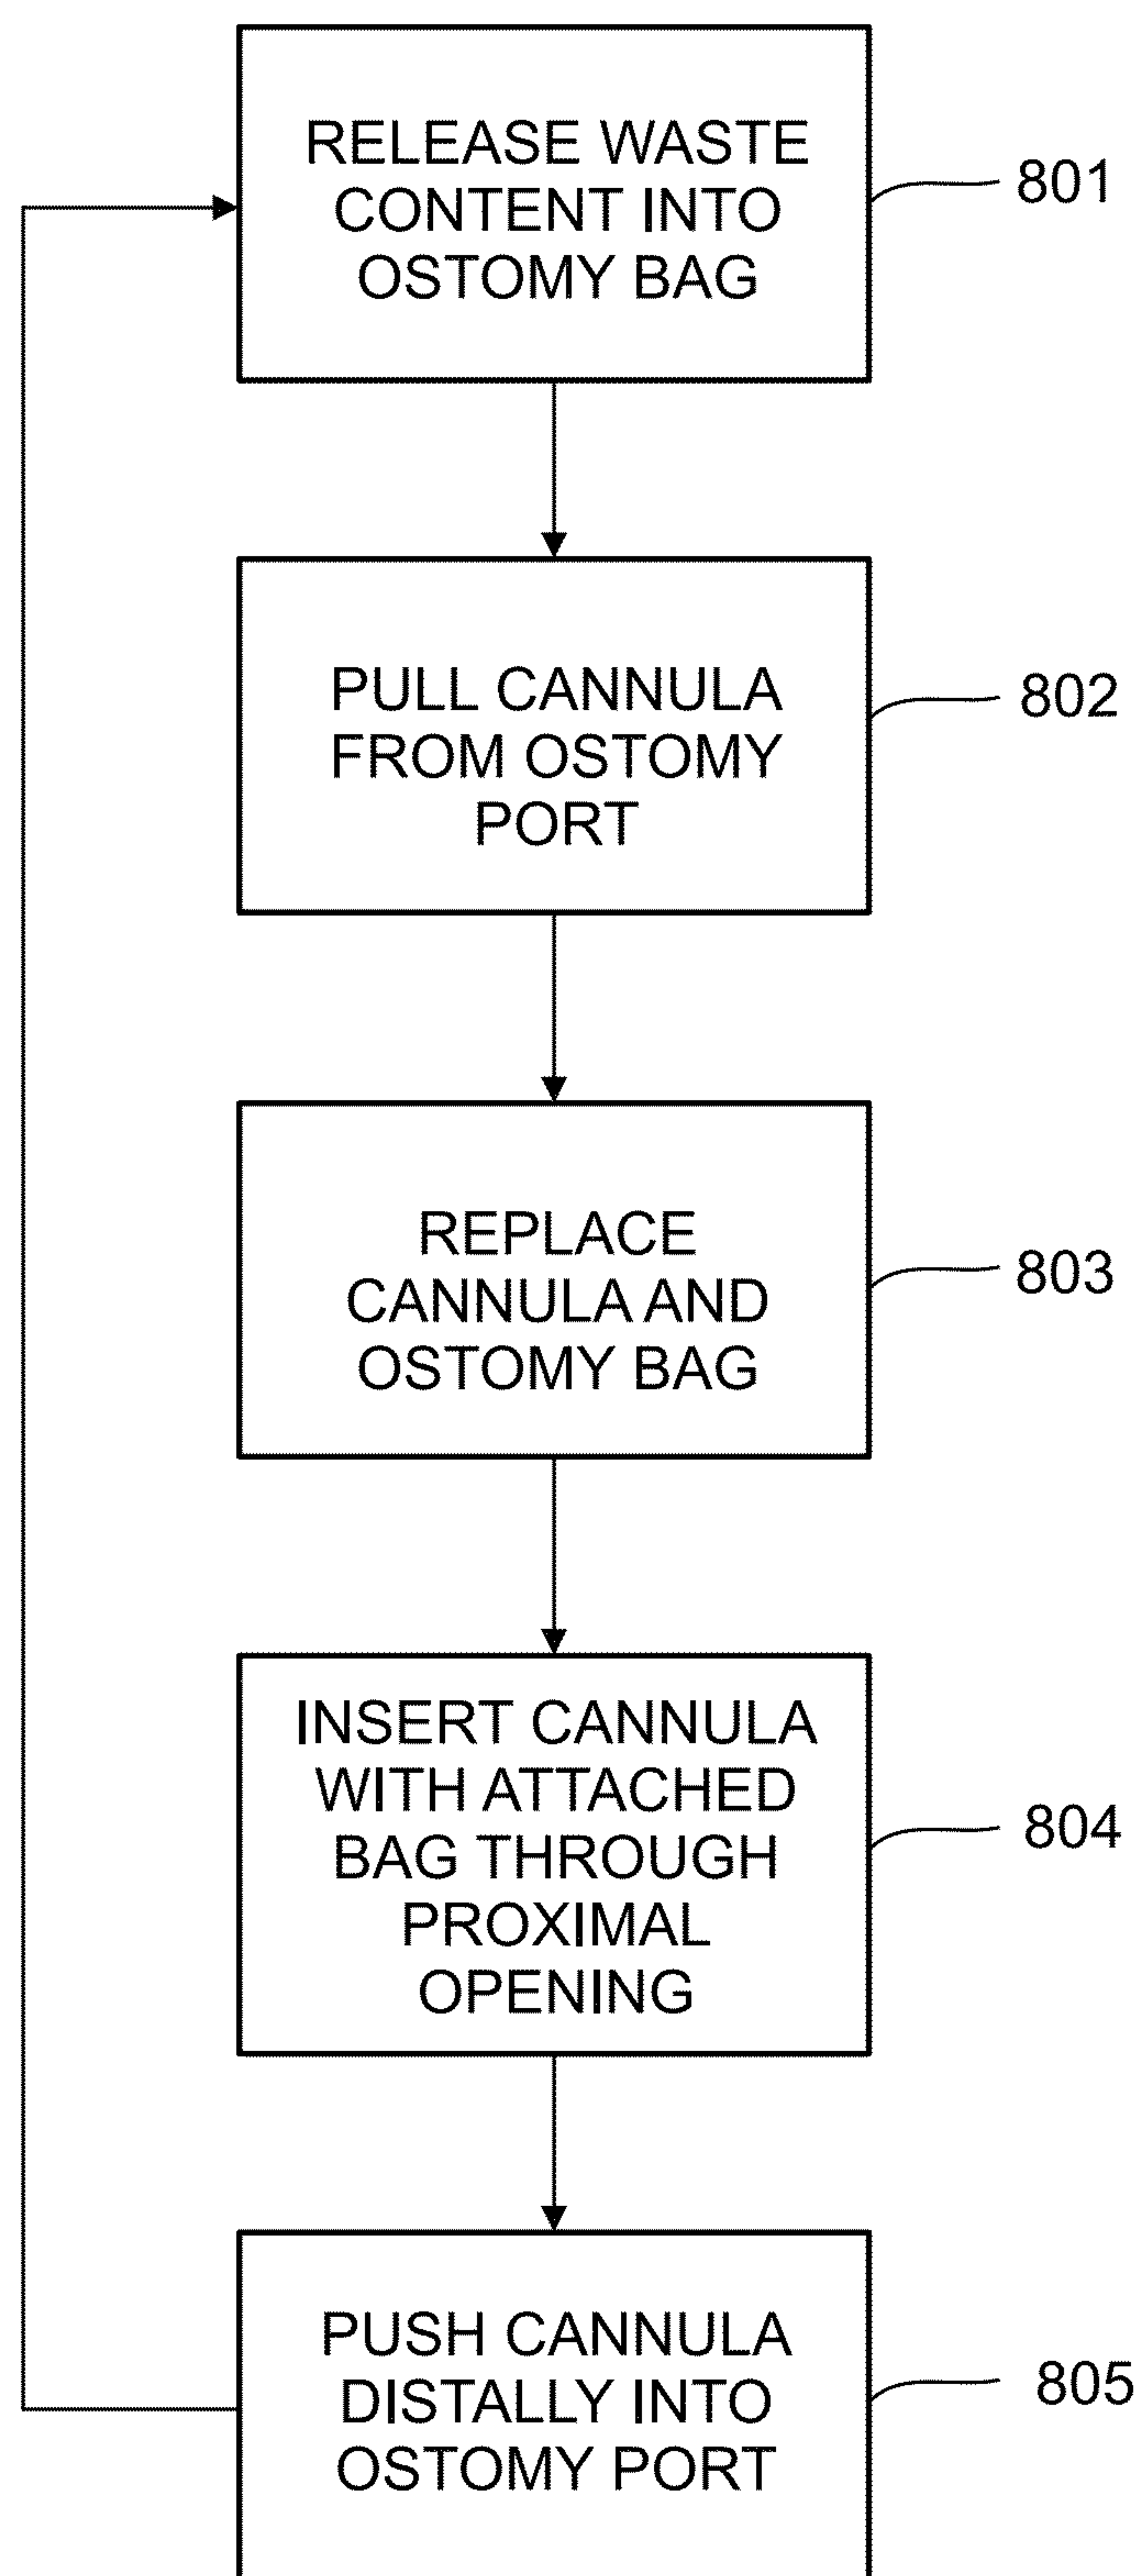 RELEASE WASTE
CONTENT INTO
OSTOMY BAG
801
PULL CANNULA
FROM OSTOMY
PORT
802
REPLACE
CANNULA AND
OSTOMY BAG
803
INSERT CANNULA
WITH ATTACHED
BAG THROUGH
PROXIMAL
OPENING
804
PUSH CANNULA
DISTALLY INTO
OSTOMY PORT
805